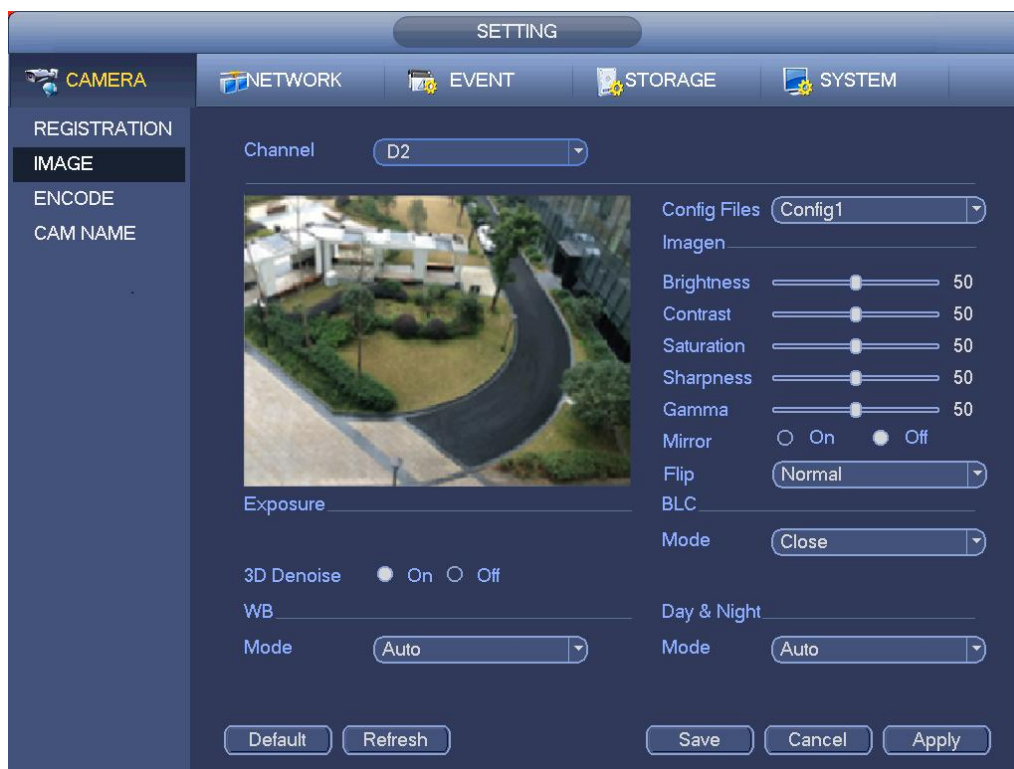 SETTING
CAMERA NETWORK EVENT STORAGE SYSTEM
REGISTRATION
IMAGE
ENCODE
CAM NAME
Channel D2
Config Files Config1
Imagen
Brightness 50
Contrast 50
Saturation 50
Sharpness 50
Gamma 50
Mirror On Off
Flip Normal
Exposure
BLC
Mode Close
3D Denoise On Off
WB
Mode Auto
Day & Night
Mode Auto
Default Refresh Save Cancel Apply